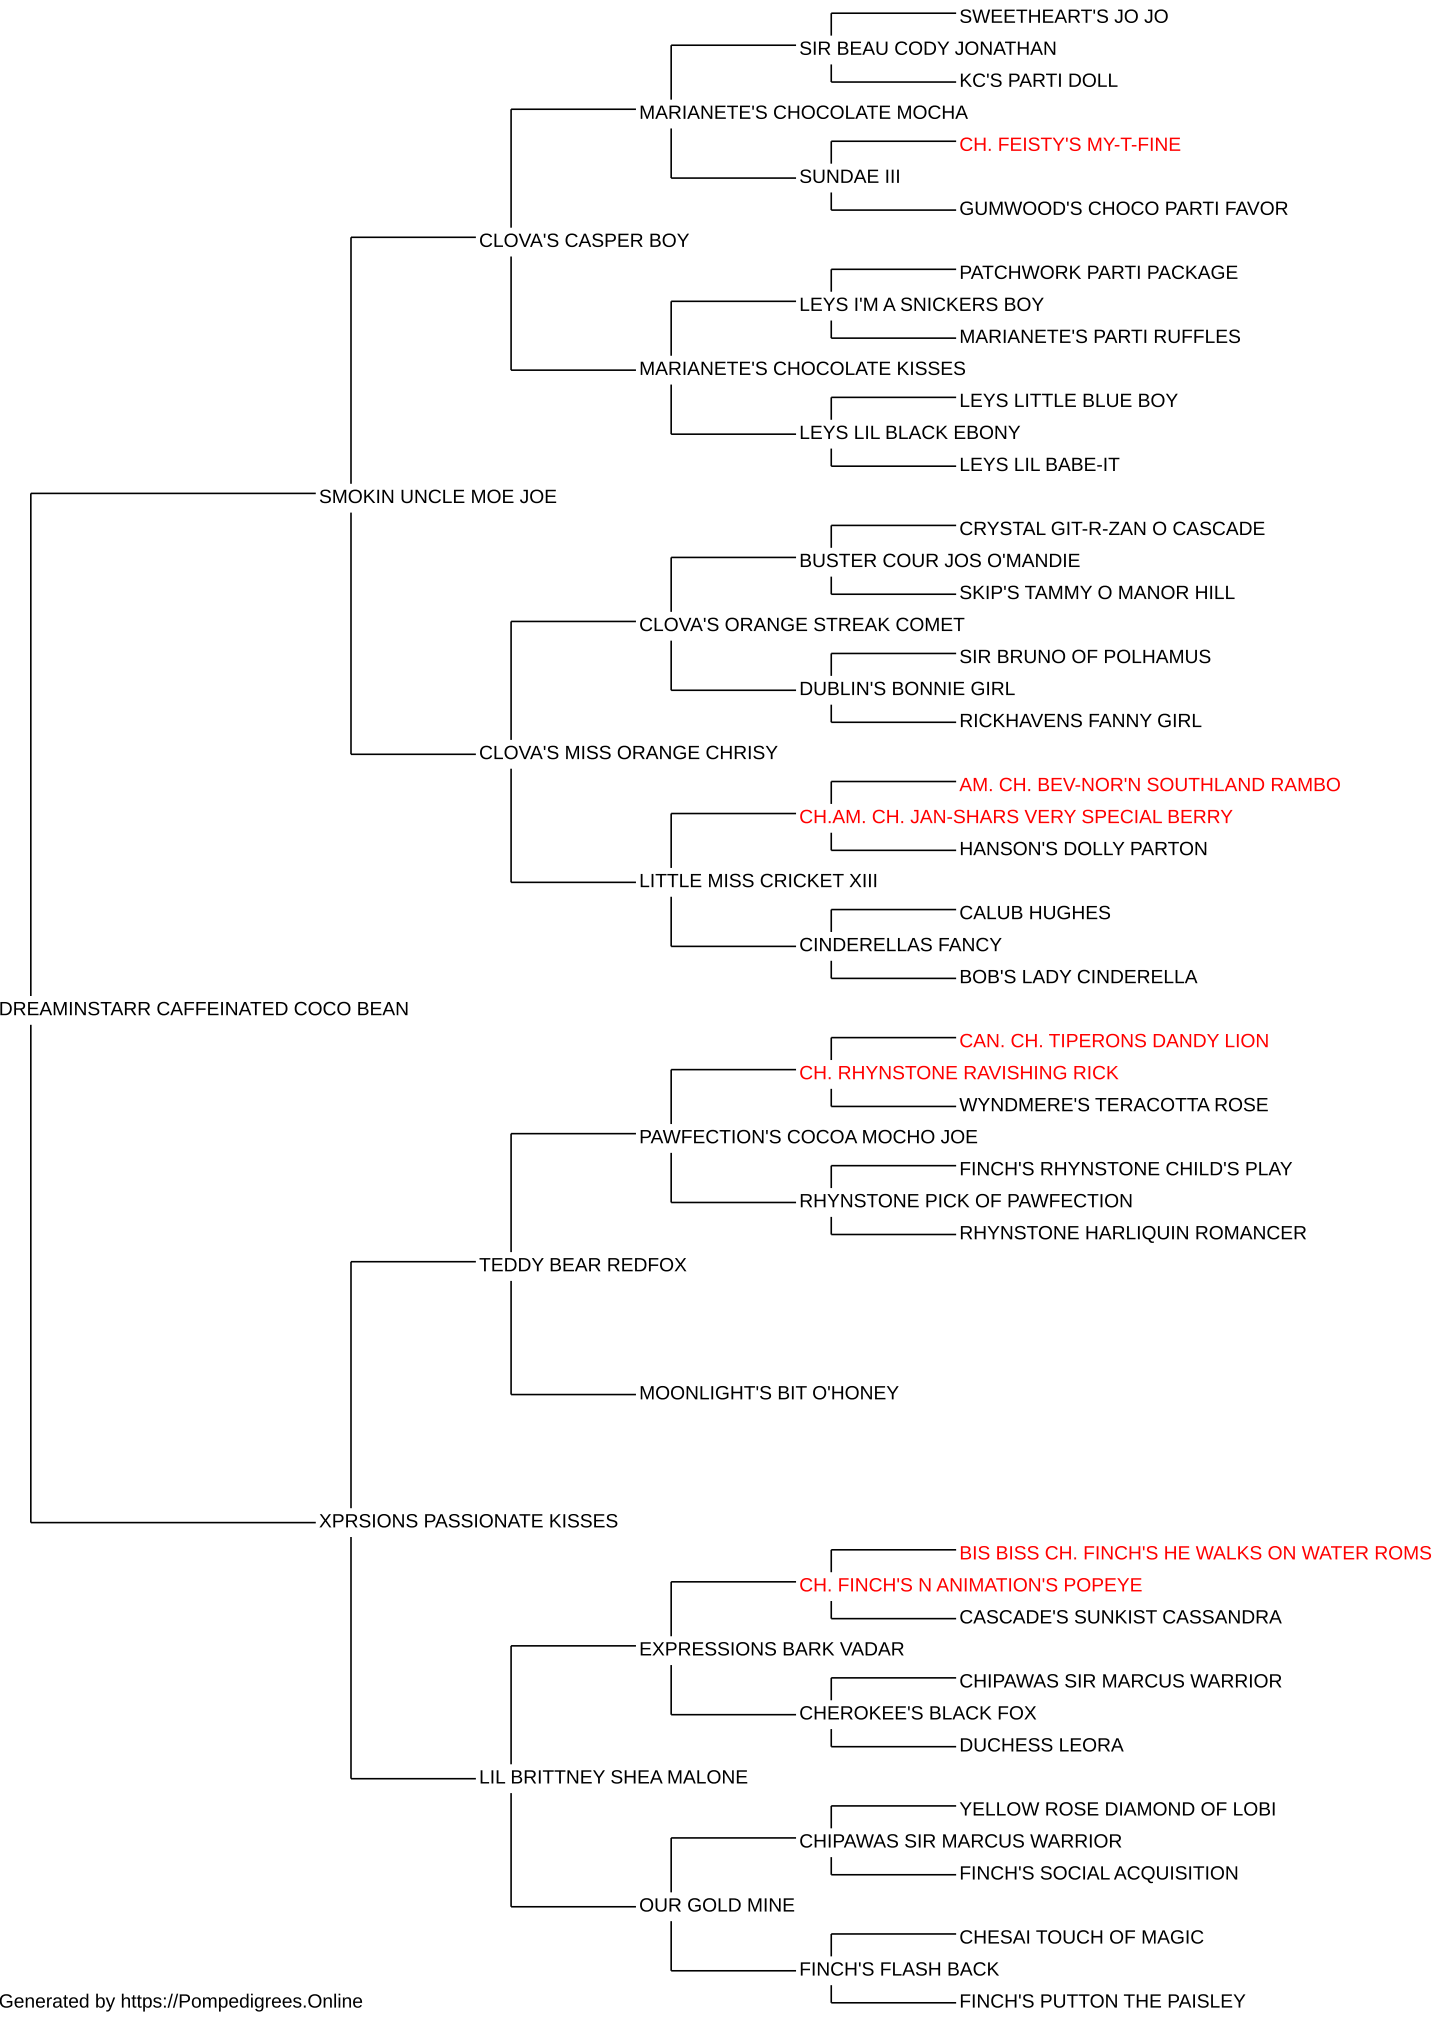 SWEETHEART'S JO JO
SIR BEAU CODY JONATHAN
KC'S PARTI DOLL
MARIANETE'S CHOCOLATE MOCHA
CH. FEISTY'S MY-T-FINE
SUNDAE III
GUMWOOD'S CHOCO PARTI FAVOR
CLOVA'S CASPER BOY
PATCHWORK PARTI PACKAGE
LEYS I'M A SNICKERS BOY
MARIANETE'S PARTI RUFFLES
MARIANETE'S CHOCOLATE KISSES
LEYS LITTLE BLUE BOY
LEYS LIL BLACK EBONY
LEYS LIL BABE-IT
SMOKIN UNCLE MOE JOE
CRYSTAL GIT-R-ZAN O CASCADE
BUSTER COUR JOS O'MANDIE
SKIP'S TAMMY O MANOR HILL
CLOVA'S ORANGE STREAK COMET
SIR BRUNO OF POLHAMUS
DUBLIN'S BONNIE GIRL
RICKHAVENS FANNY GIRL
CLOVA'S MISS ORANGE CHRISY
AM. CH. BEV-NOR'N SOUTHLAND RAMBO
CH.AM. CH. JAN-SHARS VERY SPECIAL BERRY
HANSON'S DOLLY PARTON
LITTLE MISS CRICKET XIII
CALUB HUGHES
CINDERELLAS FANCY
BOB'S LADY CINDERELLA
DREAMINSTARR CAFFEINATED COCO BEAN
CAN. CH. TIPERONS DANDY LION
CH. RHYNSTONE RAVISHING RICK
WYNDMERE'S TERACOTTA ROSE
PAWFECTION'S COCOA MOCHO JOE
FINCH'S RHYNSTONE CHILD'S PLAY
RHYNSTONE PICK OF PAWFECTION
RHYNSTONE HARLIQUIN ROMANCER
TEDDY BEAR REDFOX
MOONLIGHT'S BIT O'HONEY
XPRSIONS PASSIONATE KISSES
BIS BISS CH. FINCH'S HE WALKS ON WATER ROMS
CH. FINCH'S N ANIMATION'S POPEYE
CASCADE'S SUNKIST CASSANDRA
EXPRESSIONS BARK VADAR
CHIPAWAS SIR MARCUS WARRIOR
CHEROKEE'S BLACK FOX
DUCHESS LEORA
LIL BRITTNEY SHEA MALONE
YELLOW ROSE DIAMOND OF LOBI
CHIPAWAS SIR MARCUS WARRIOR
FINCH'S SOCIAL ACQUISITION
OUR GOLD MINE
CHESAI TOUCH OF MAGIC
FINCH'S FLASH BACK
FINCH'S PUTTON THE PAISLEY
Generated by https://Pompedigrees.Online